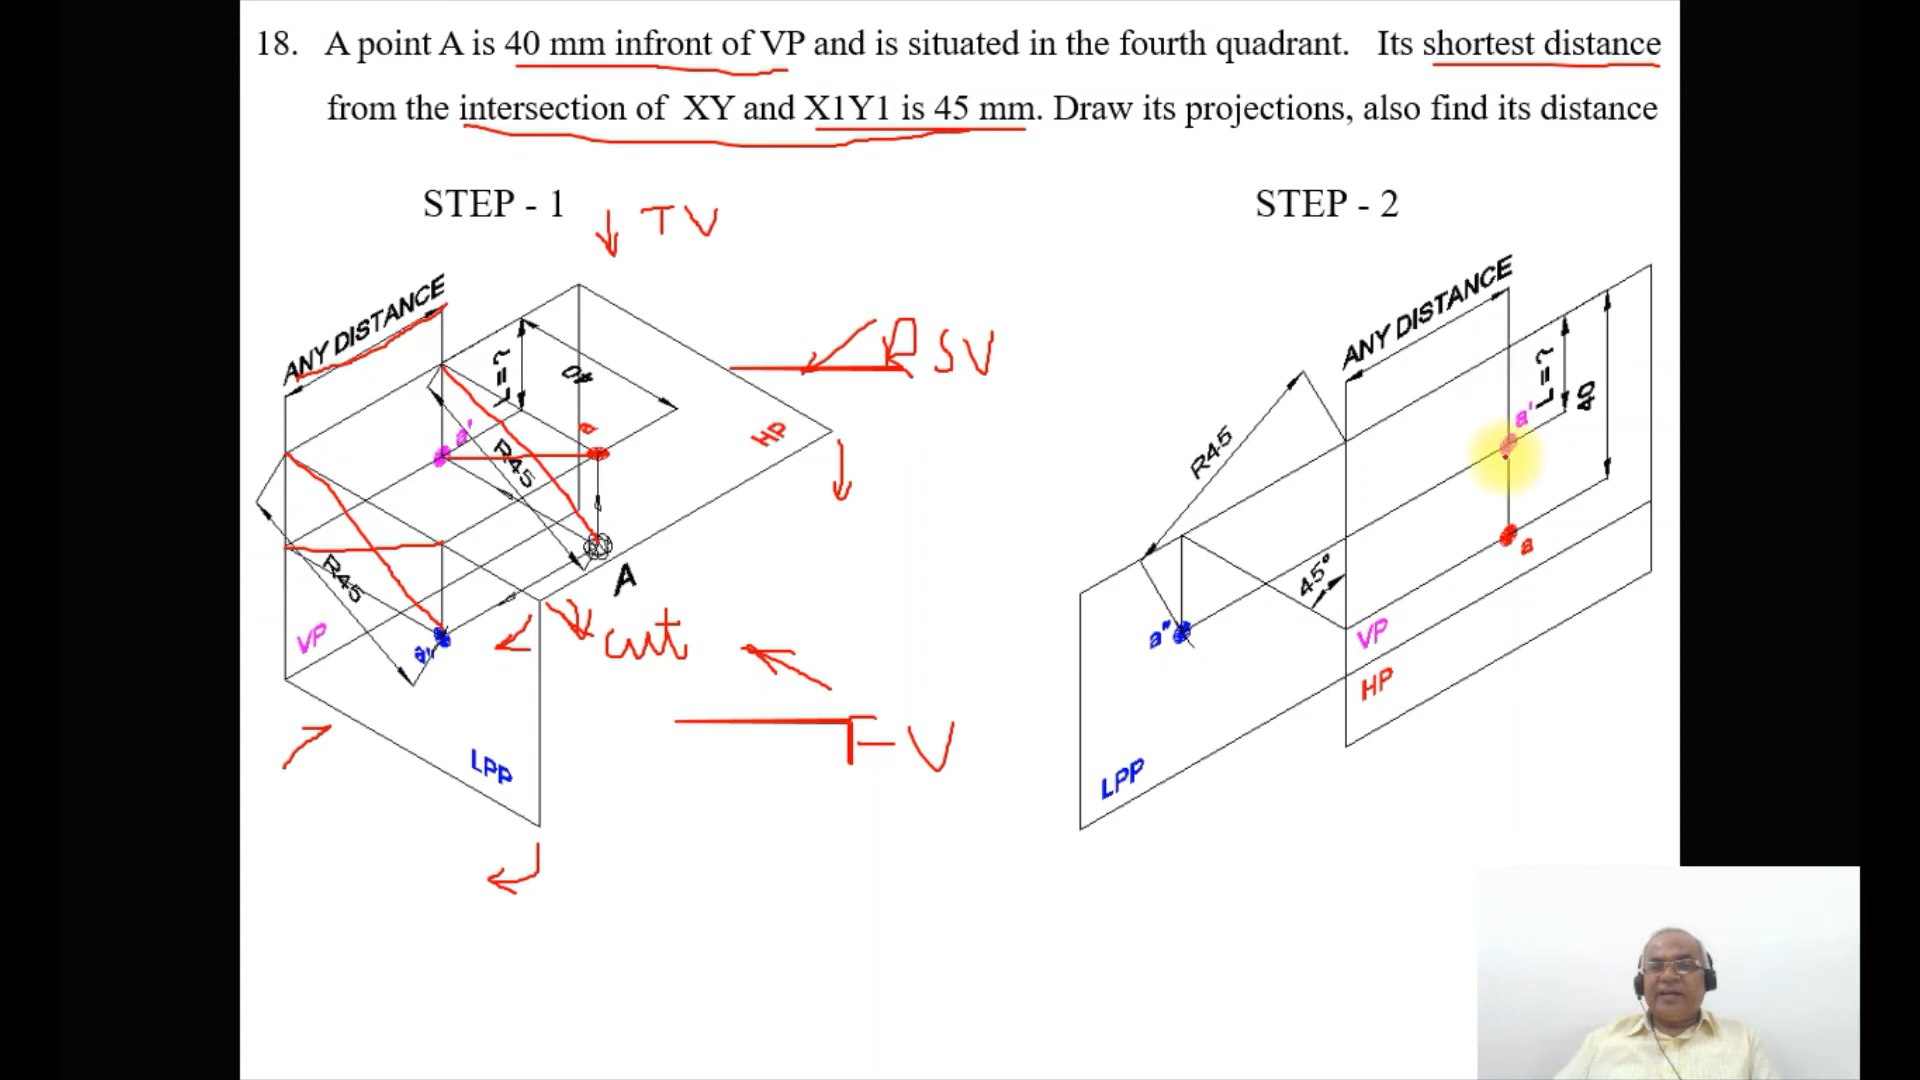 18. A point A is 40 mm infront of VP and is situated in the fourth quadrant. Its shortest distance
from the intersection of XY and X1Y1 is 45 mm. Draw its projections, also find its distance
STEP - 1
STEP - 2
TV
ANY DISTANCE
L=?
40
HP
RSV
a'
a
R45
R45
A
a"
VP
cut
LPP
FV
ANY DISTANCE
L=?
40
a'
R45
a
45°
a"
VP
HP
LPP